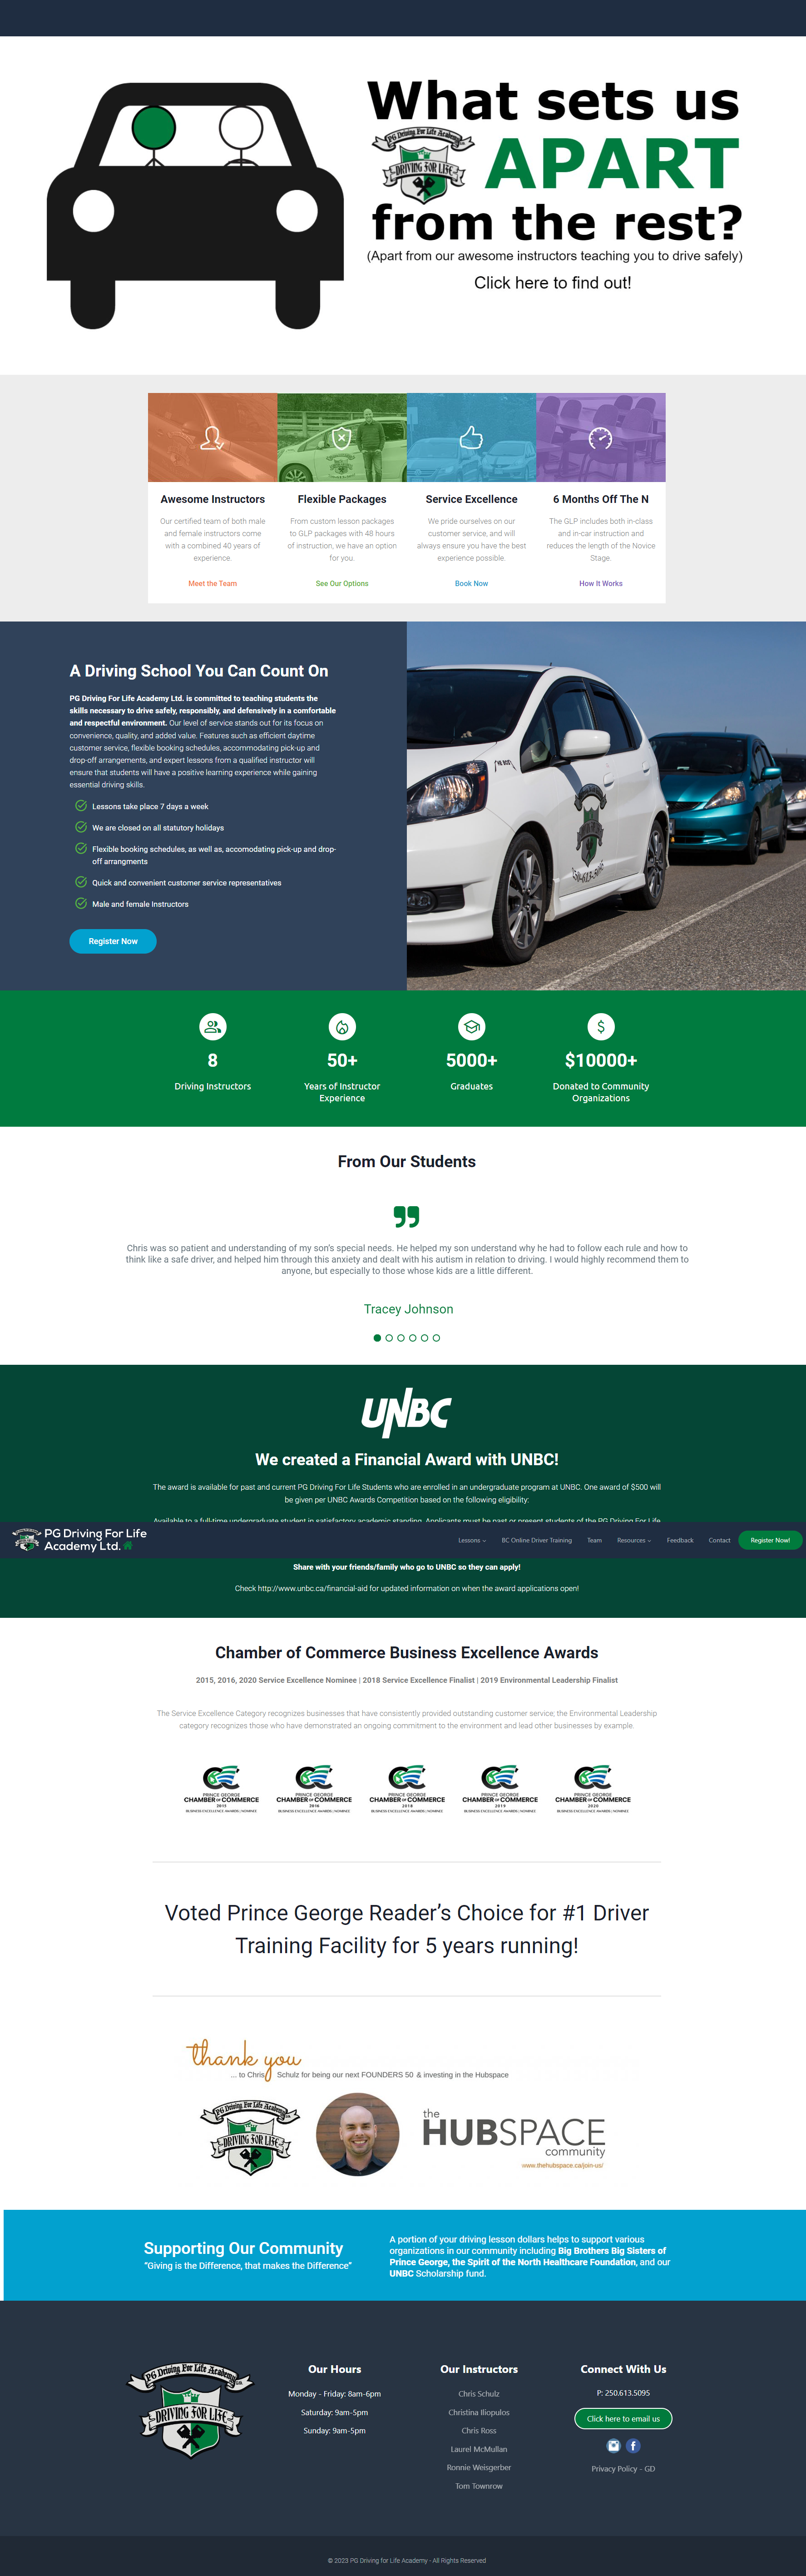 What sets us
PG Driving For Life Academy
DRIVING FOR LIFE
APART
from the rest?
(Apart from our awesome instructors teaching you to drive safely)
Click here to find out!
Awesome Instructors
Our certified team of both male
and female instructors come
with a combined 40 years of
experience.
Meet the Team
Flexible Packages
From custom lesson packages
to GLP packages with 48 hours
of instruction, we have an option
for you.
See Our Options
Service Excellence
We pride ourselves on our
customer service, and will
always ensure you have the best
experience possible.
Book Now
6 Months Off The N
The GLP includes both in-class
and in-car instruction and
reduces the length of the Novice
Stage.
How It Works
A Driving School You Can Count On
PG Driving For Life Academy Ltd. is committed to teaching students the
skills necessary to drive safely, responsibly, and defensively in a comfortable
and respectful environment. Our level of service stands out for its focus on
convenience, quality, and added value. Features such as efficient daytime
customer service, flexible booking schedules, accommodating pick-up and
drop-off arrangements, and expert lessons from a qualified instructor will
ensure that students will have a positive learning experience while gaining
essential driving skills.
Lessons take place 7 days a week
We are closed on all statutory holidays
Flexible booking schedules, as well as, accomodating pick-up and drop-
off arrangments
Quick and convenient customer service representatives
Male and female Instructors
Register Now
8
Driving Instructors
50+
Years of Instructor
Experience
5000+
Graduates
$10000+
Donated to Community
Organizations
From Our Students
Chris was so patient and understanding of my son's special needs. He helped my son understand why he had to follow each rule and how to
think like a safe driver, and helped him through this anxiety and dealt with his autism in relation to driving. I would highly recommend them to
anyone, but especially to those whose kids are a little different.
Tracey Johnson
UNBC
We created a Financial Award with UNBC!
The award is available for past and current PG Driving For Life Students who are enrolled in an undergraduate program at UNBC. One award of $500 will
be given per UNBC Awards Competition based on the following eligibility:
Available to a full-time undergraduate student in satisfactory academic standing. Applicants must be past or present students of the PG Driving For Life
PG Driving For Life
Academy Ltd.
Lessons
BC Online Driver Training
Team
Resources
Feedback
Contact
Register Now!
Share with your friends/family who go to UNBC so they can apply!
Check http://www.unbc.ca/financial-aid for updated information on when the award applications open!
Chamber of Commerce Business Excellence Awards
2015, 2016, 2020 Service Excellence Nominee | 2018 Service Excellence Finalist | 2019 Environmental Leadership Finalist
The Service Excellence Category recognizes businesses that have consistently provided outstanding customer service; the Environmental Leadership
category recognizes those who have demonstrated an ongoing commitment to the environment and lead other businesses by example.
PRINCE GEORGE
CHAMBER OF COMMERCE
2015
BUSINESS EXCELLENCE AWARDS | NOMINEE
PRINCE GEORGE
CHAMBER OF COMMERCE
2016
BUSINESS EXCELLENCE AWARDS | NOMINEE
PRINCE GEORGE
CHAMBER OF COMMERCE
2018
BUSINESS EXCELLENCE AWARDS | NOMINEE
PRINCE GEORGE
CHAMBER OF COMMERCE
2019
BUSINESS EXCELLENCE AWARDS | NOMINEE
PRINCE GEORGE
CHAMBER OF COMMERCE
2020
BUSINESS EXCELLENCE AWARDS | NOMINEE
Voted Prince George Reader's Choice for #1 Driver
Training Facility for 5 years running!
thank you
... to Chris Schulz for being our next FOUNDERS 50 & investing in the Hubspace
PG Driving For Life Academy
DRIVING FOR LIFE
the
HUBSPACE
community
www.thehubspace.ca/join-us/
Supporting Our Community
"Giving is the Difference, that makes the Difference"
A portion of your driving lesson dollars helps to support various
organizations in our community including Big Brothers Big Sisters of
Prince George, the Spirit of the North Healthcare Foundation, and our
UNBC Scholarship fund.
PG Driving For Life Academy Ltd.
DRIVING FOR LIFE
Our Hours
Monday - Friday: 8am-6pm
Saturday: 9am-5pm
Sunday: 9am-5pm
Our Instructors
Chris Schulz
Christina Iliopulos
Chris Ross
Laurel McMullan
Ronnie Weisgerber
Tom Townrow
Connect With Us
P: 250.613.5095
Click here to email us
Privacy Policy - GD
© 2023 PG Driving for Life Academy - All Rights Reserved